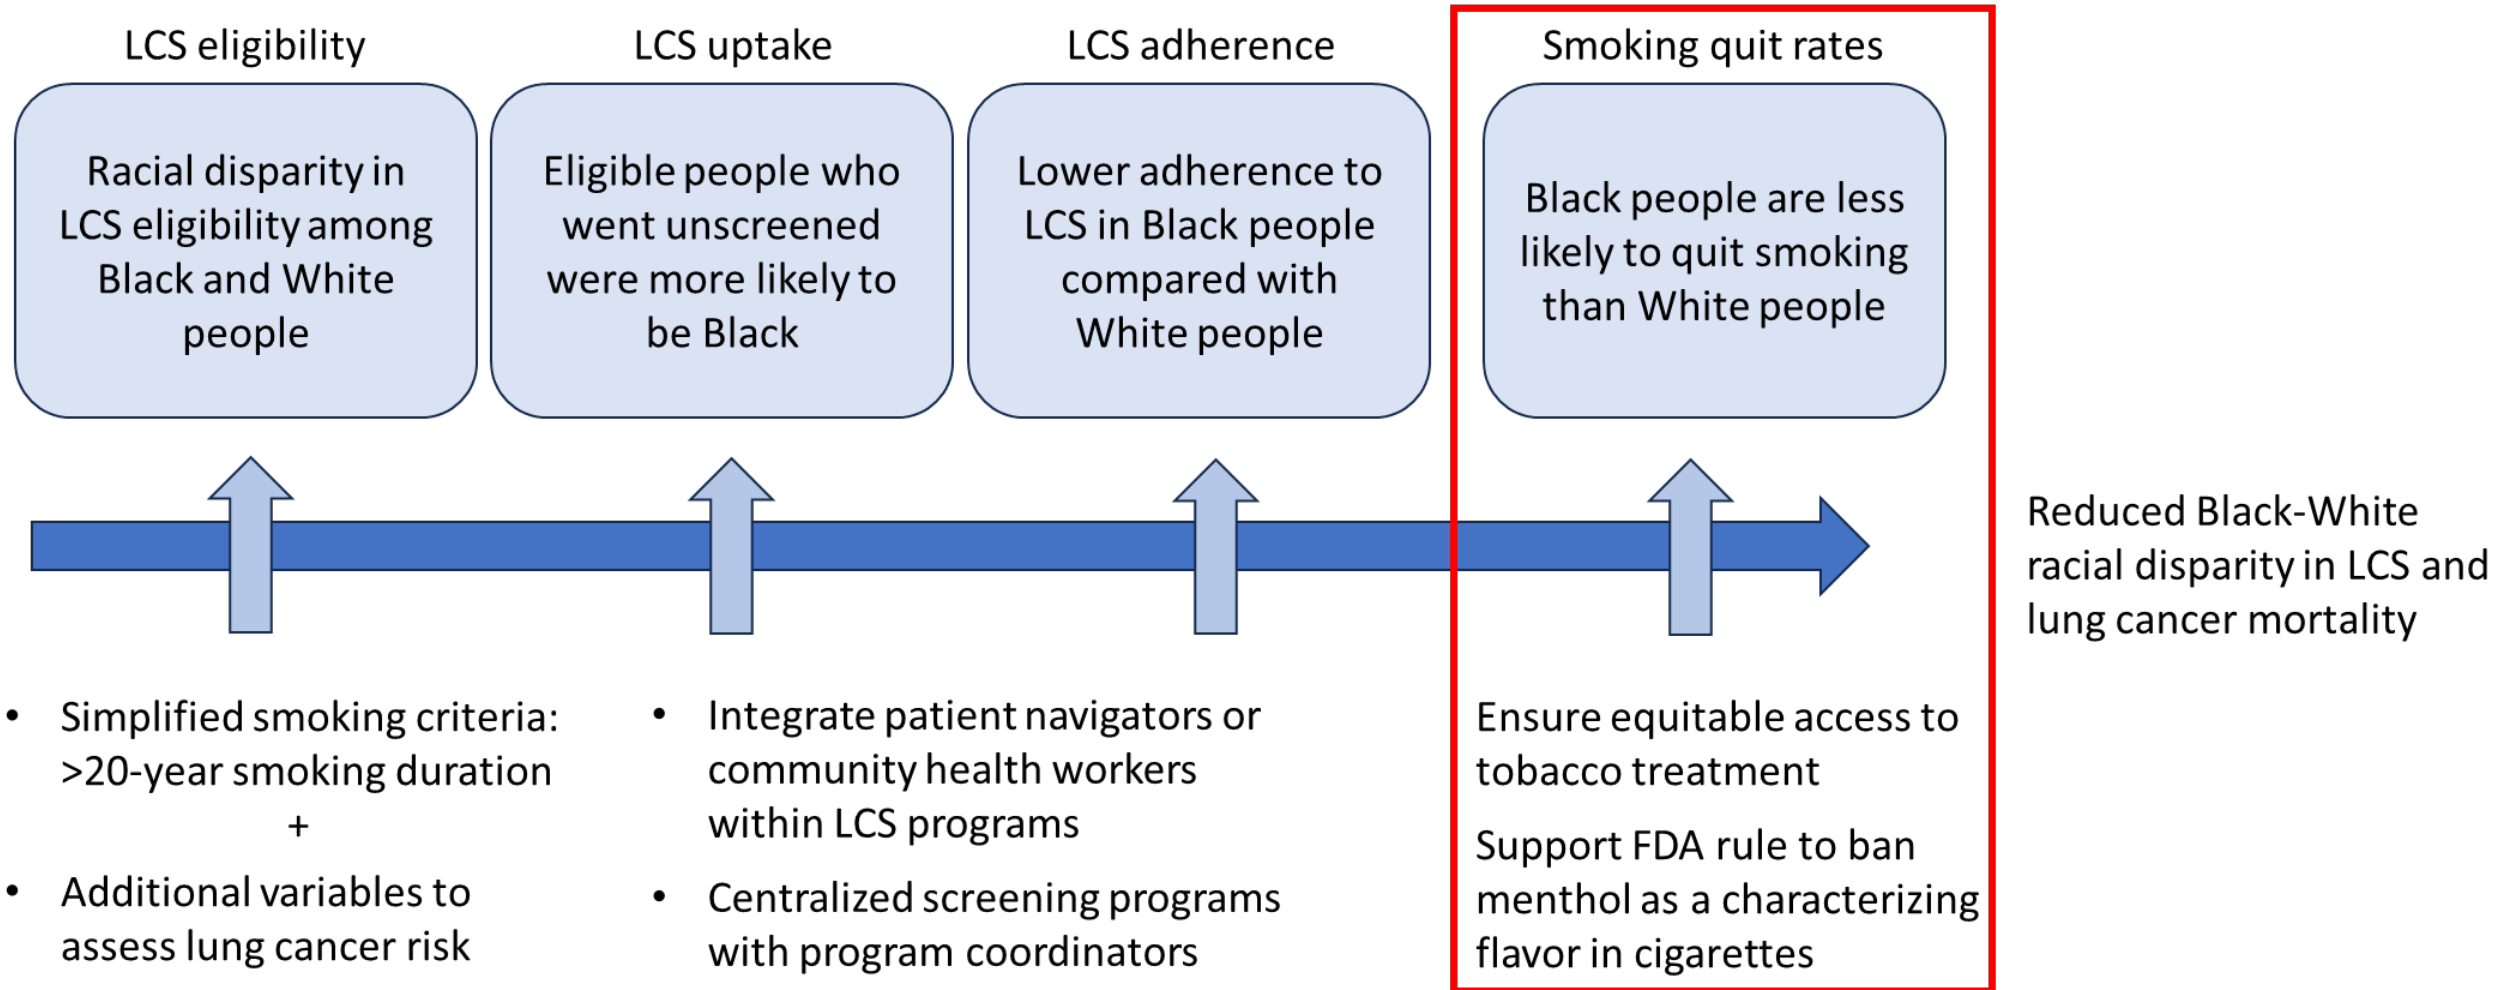 LCS eligibility
Racial disparity in
LCS eligibility among
Black and White
people
LCS uptake
Eligible people who
went unscreened
were more likely to
be Black
LCS adherence
Lower adherence to
LCS in Black people
compared with
White people
Smoking quit rates
Black people are less
likely to quit smoking
than White people
Reduced Black-White
racial disparity in LCS and
lung cancer mortality
• Simplified smoking criteria:
>20-year smoking duration
+
• Additional variables to
assess lung cancer risk
• Integrate patient navigators or
community health workers
within LCS programs
• Centralized screening programs
with program coordinators
Ensure equitable access to
tobacco treatment
Support FDA rule to ban
menthol as a characterizing
flavor in cigarettes